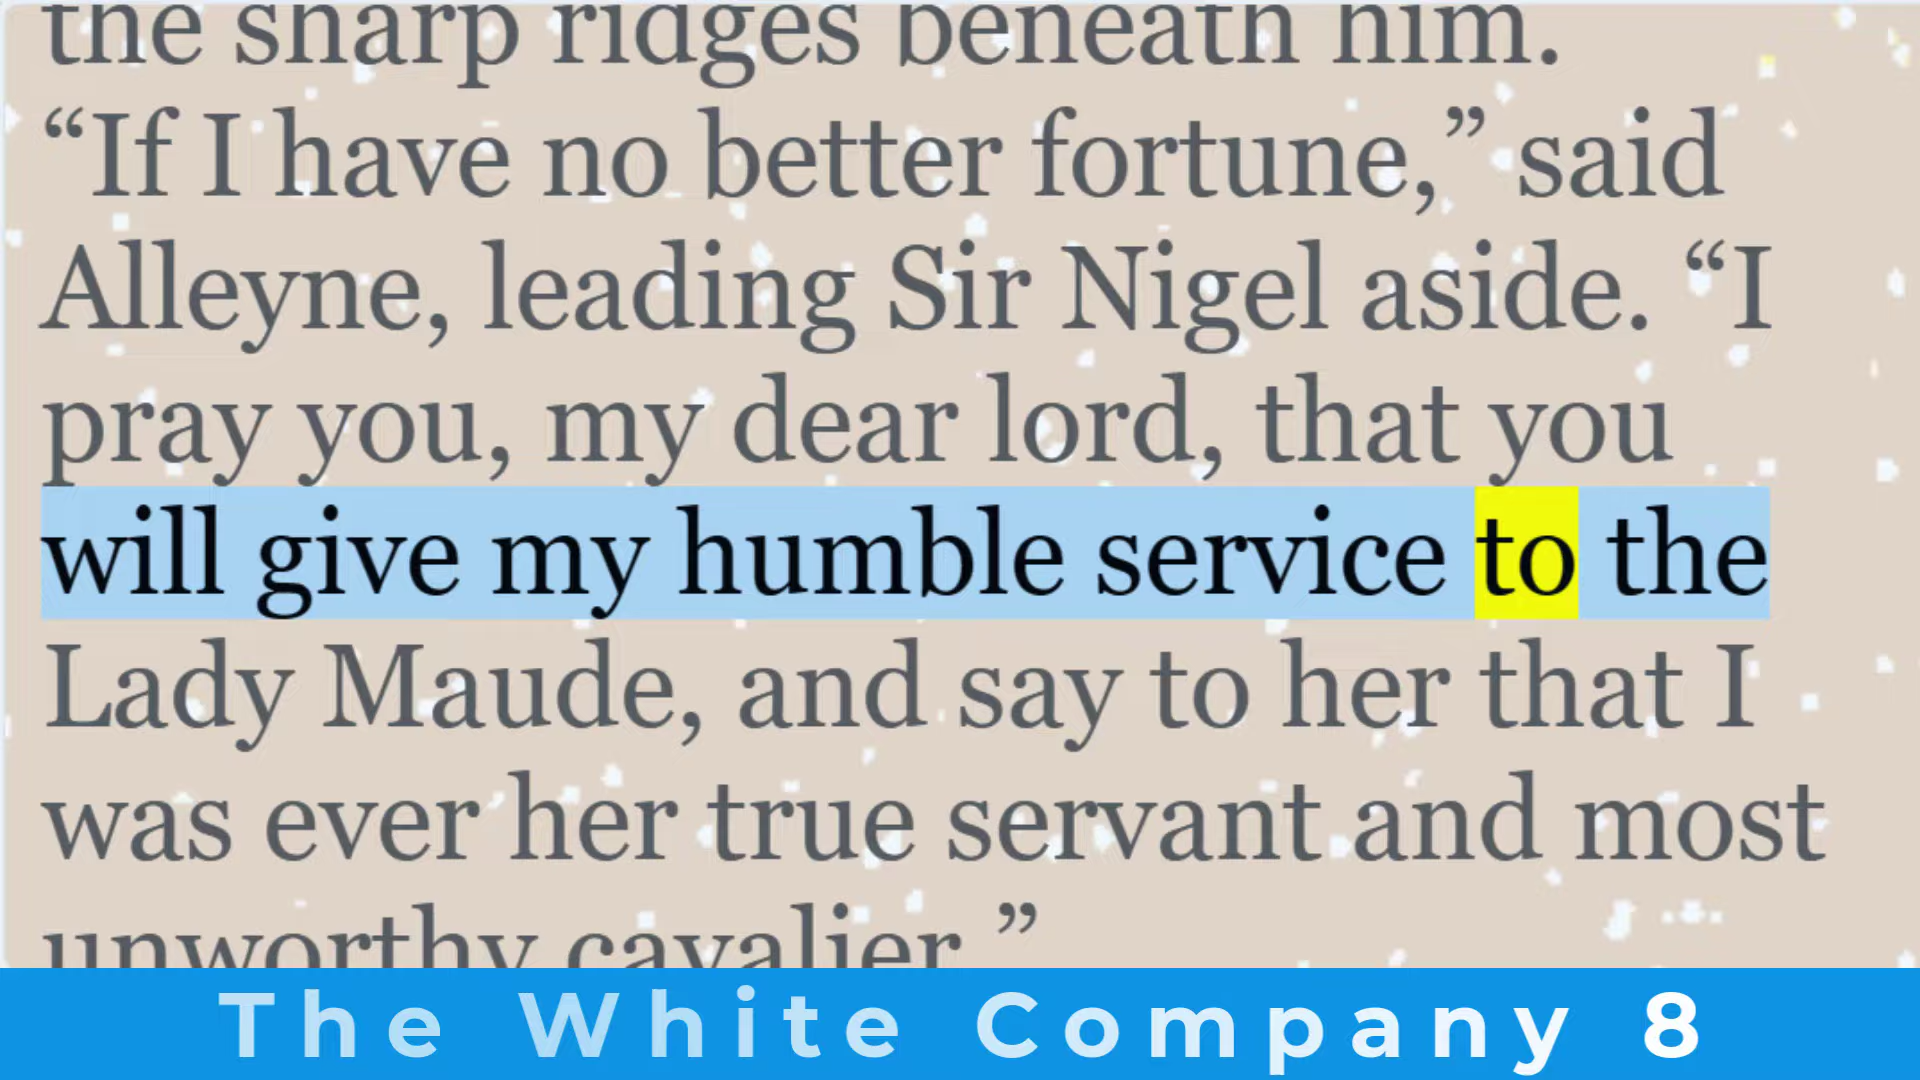 the sharp ridges beneath him.
“If I have no better fortune,” said
Alleyne, leading Sir Nigel aside. “I
pray you, my dear lord, that you
will give my humble service to the
Lady Maude, and say to her that I
was ever her true servant and most
unworthy cavalier.”
The White Company 8